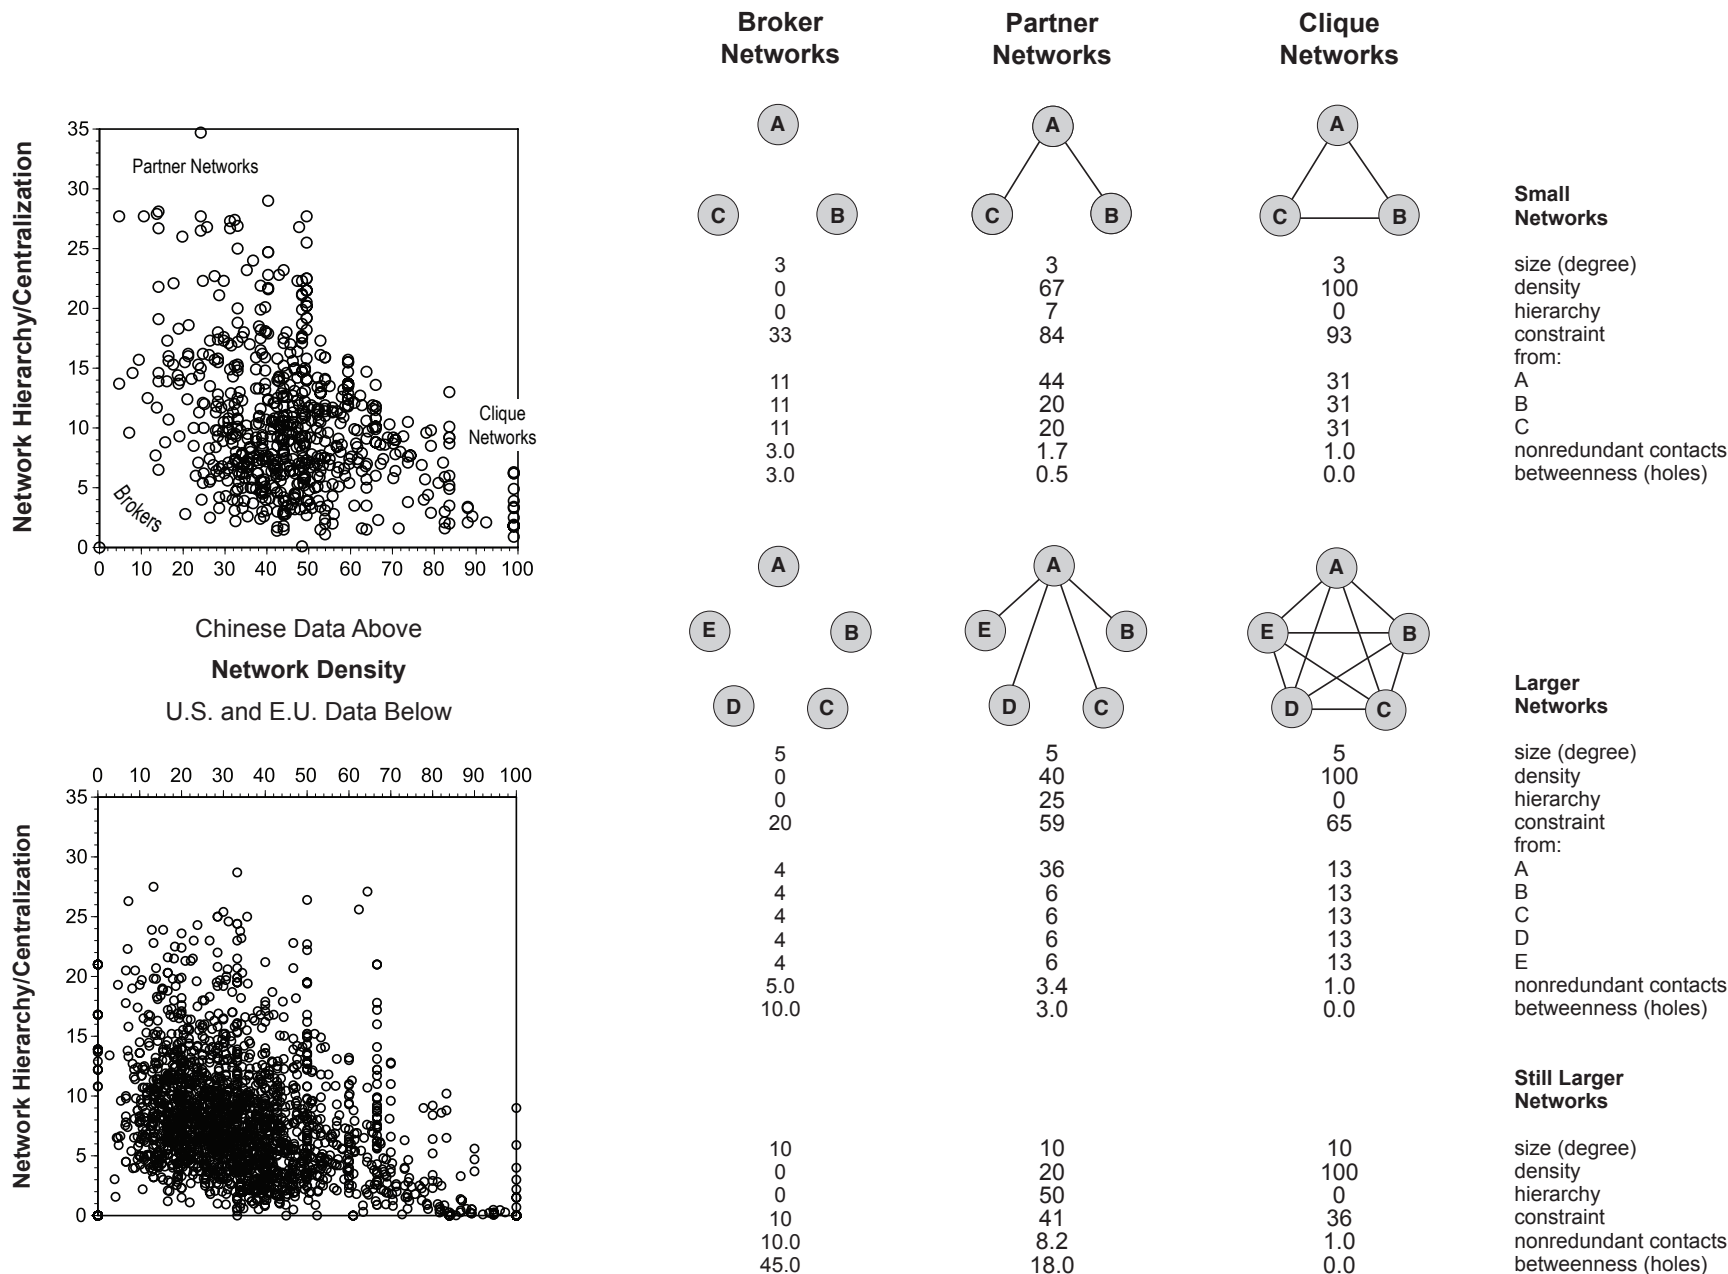 Broker
Networks
Partner
Networks
Clique
Networks
Network Hierarchy/Centralization
35
30
25
20
15
10
5
0
Partner Networks
Clique
Networks
Brokers
0 10 20 30 40 50 60 70 80 90 100
Chinese Data Above
Network Density
U.S. and E.U. Data Below
0 10 20 30 40 50 60 70 80 90 100
Network Hierarchy/Centralization
35
30
25
20
15
10
5
0
A A A
C B C B C B
Small
Networks
3 3 3 size (degree)
0 67 100 density
0 7 0 hierarchy
33 84 93 constraint
from:
11 44 31 A
11 20 31 B
11 20 31 C
3.0 1.7 1.0 nonredundant contacts
3.0 0.5 0.0 betweenness (holes)
A A A
E B E B E B
D C D C D C
Larger
Networks
5 5 5 size (degree)
0 40 100 density
0 25 0 hierarchy
20 59 65 constraint
from:
4 36 13 A
4 6 13 B
4 6 13 C
4 6 13 D
4 6 13 E
5.0 3.4 1.0 nonredundant contacts
10.0 3.0 0.0 betweenness (holes)
Still Larger
Networks
10 10 10 size (degree)
0 20 100 density
0 50 0 hierarchy
10 41 36 constraint
10.0 8.2 1.0 nonredundant contacts
45.0 18.0 0.0 betweenness (holes)